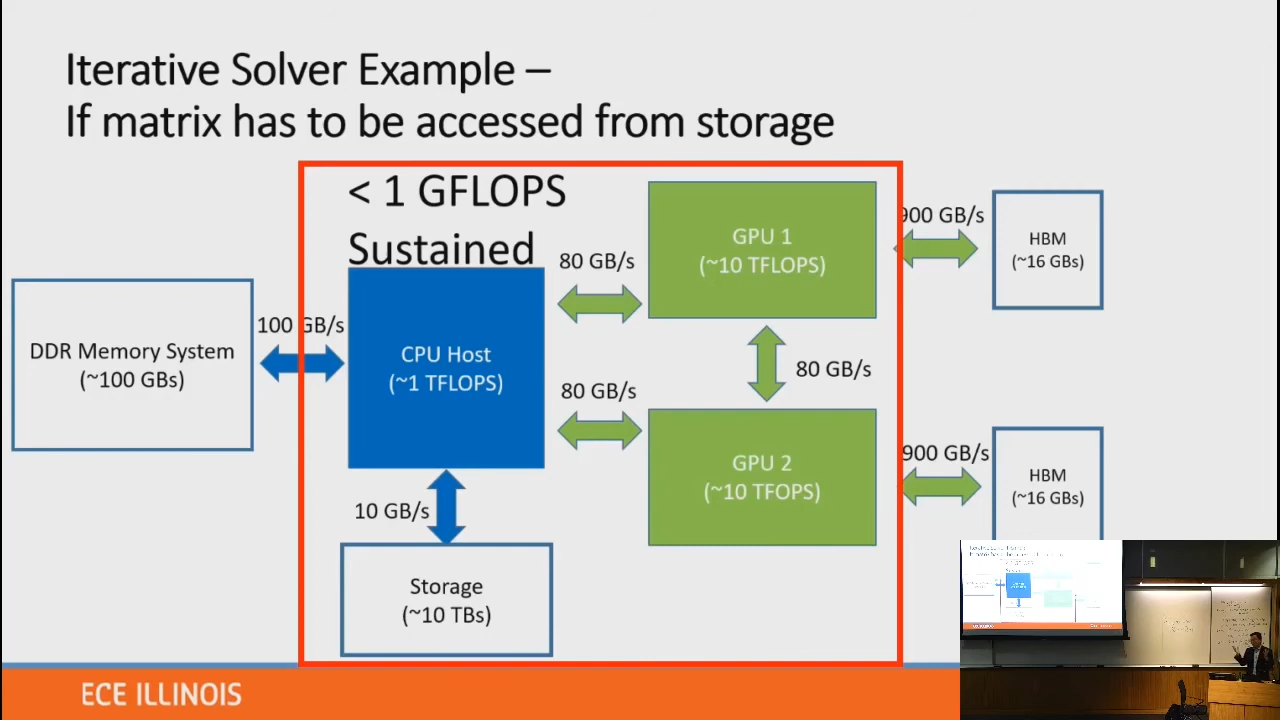 Iterative Solver Example –
If matrix has to be accessed from storage
< 1 GFLOPS
Sustained
DDR Memory System
(~100 GBs)
100 GB/s
CPU Host
(~1 TFLOPS)
10 GB/s
Storage
(~10 TBs)
80 GB/s
80 GB/s
GPU 1
(~10 TFLOPS)
80 GB/s
GPU 2
(~10 TFOPS)
900 GB/s
HBM
(~16 GBs)
900 GB/s
HBM
(~16 GBs)
ECE ILLINOIS